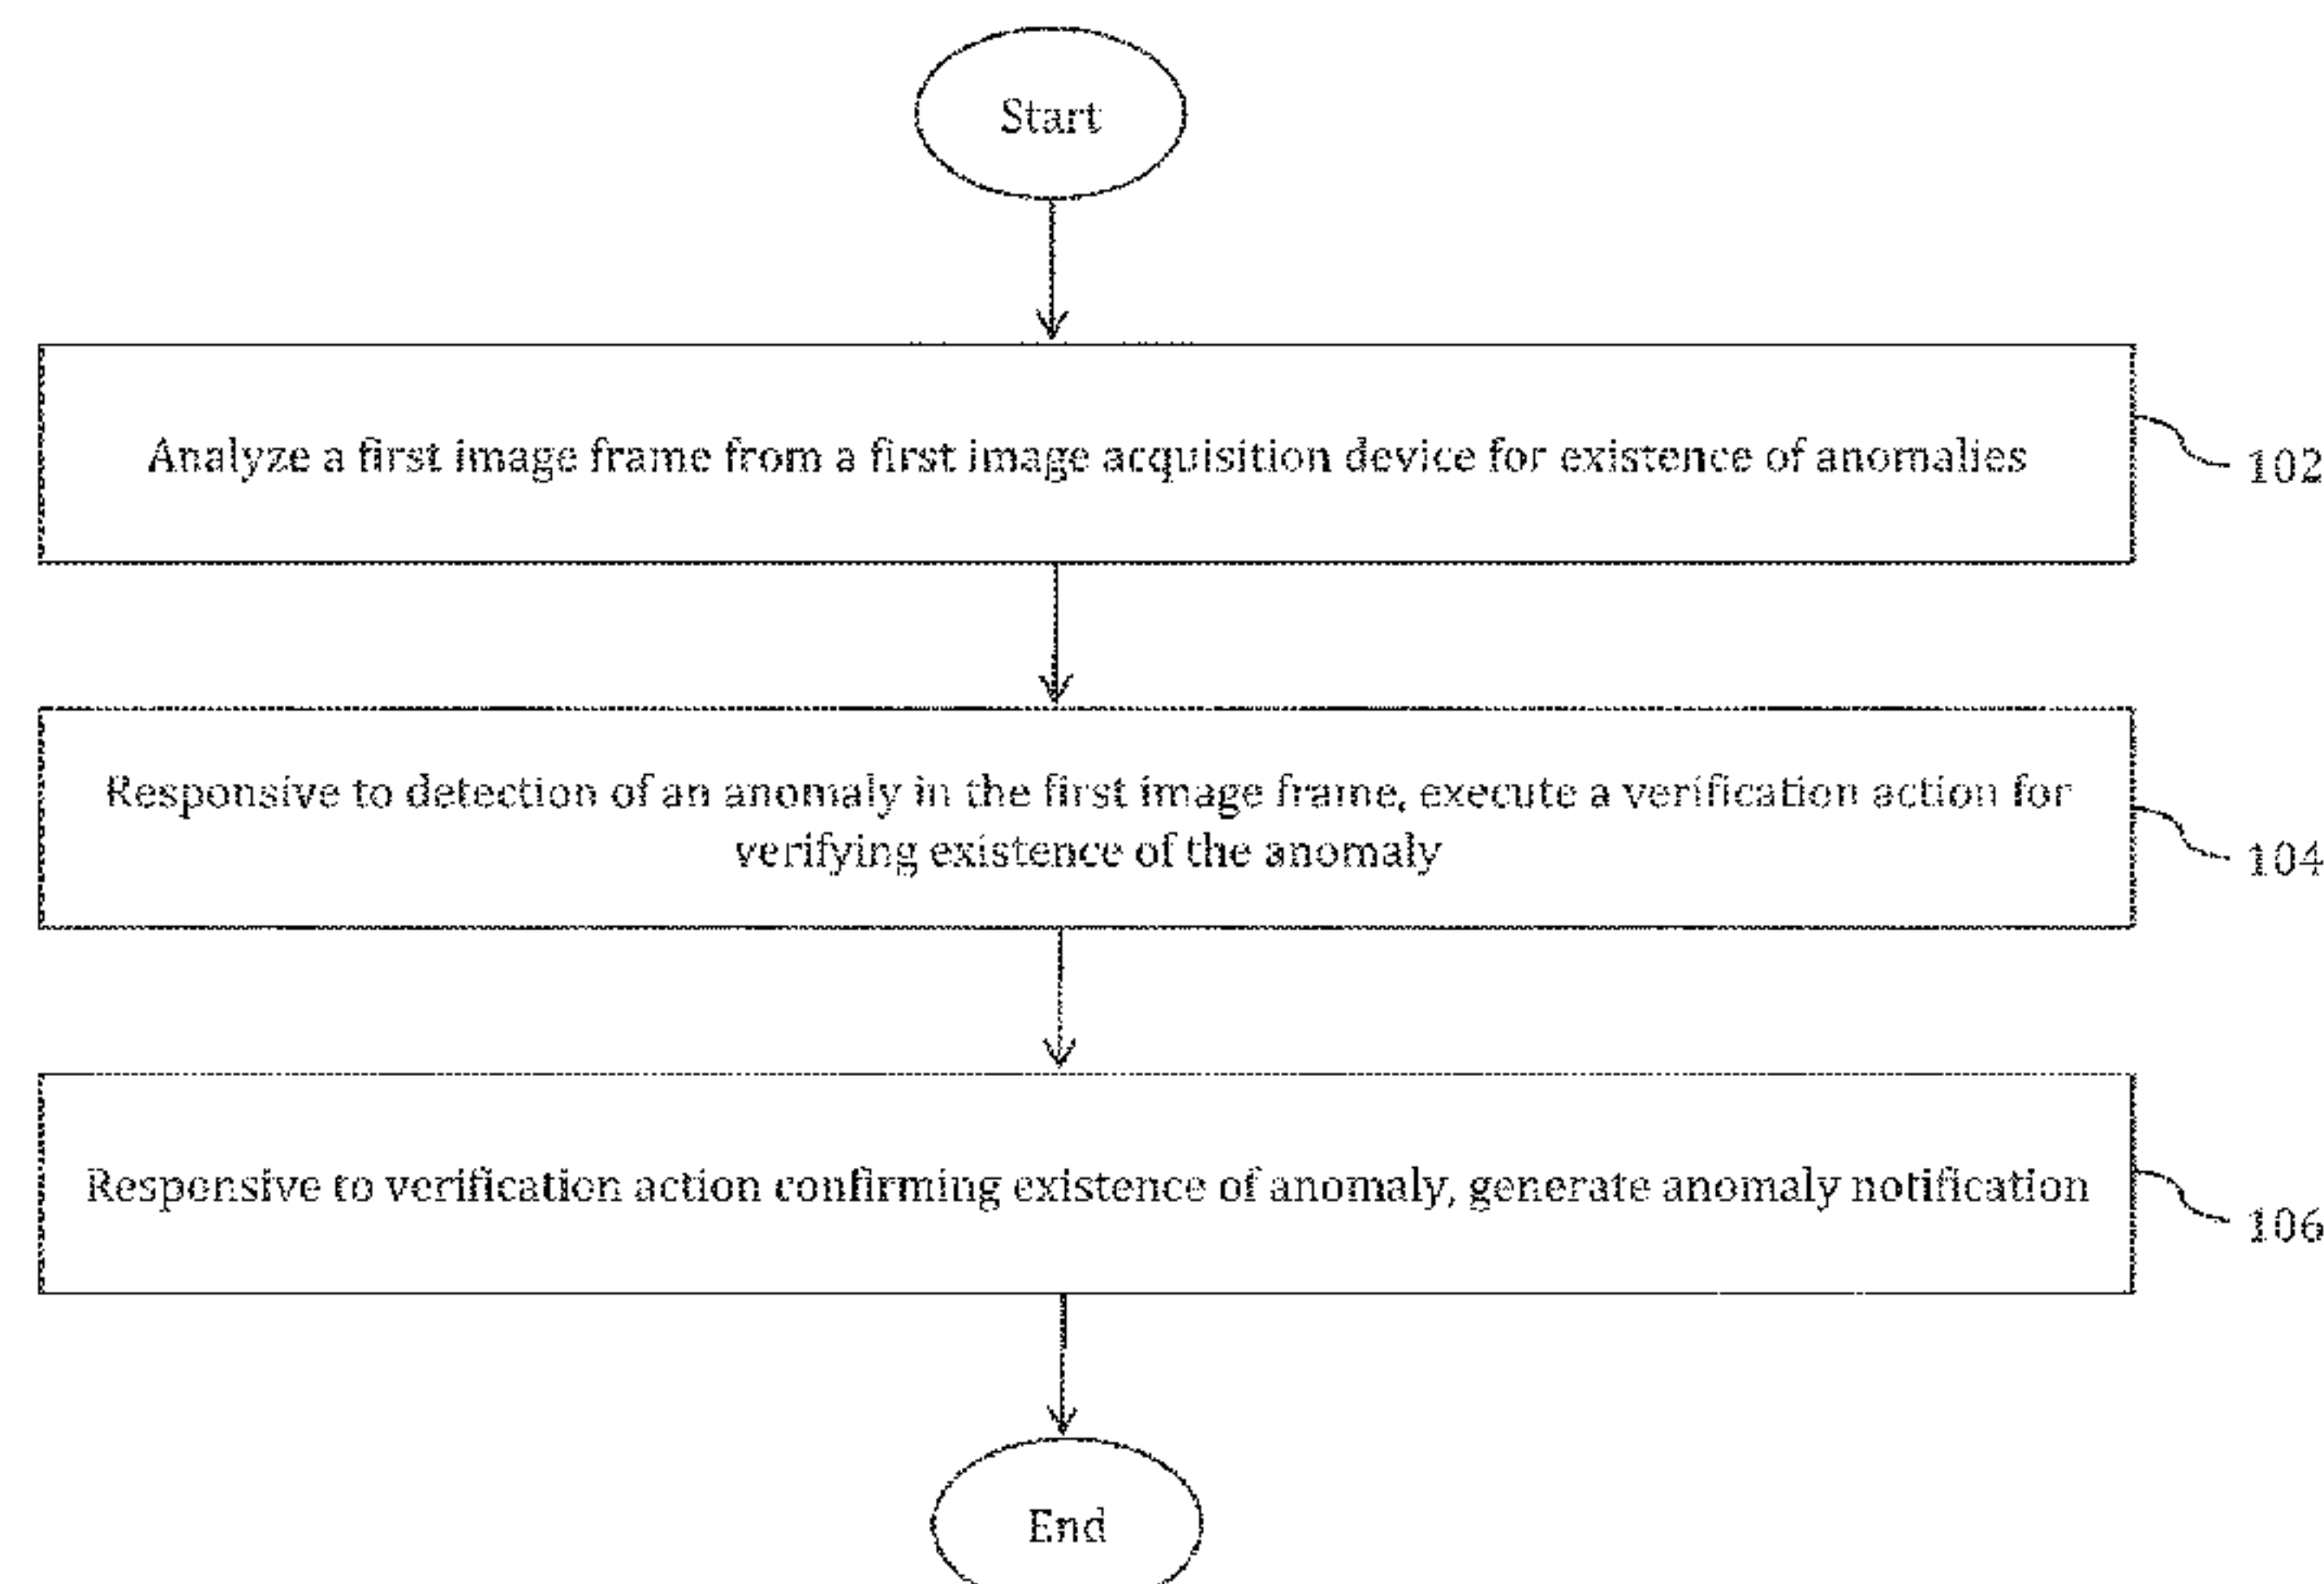 Start
Analyze a first image frame from a first image acquisition device for existence of anomalies
102
Responsive to detection of an anomaly in the first image frame, execute a verification action for
verifying existence of the anomaly
104
Responsive to verification action confirming existence of anomaly, generate anomaly notification
106
End